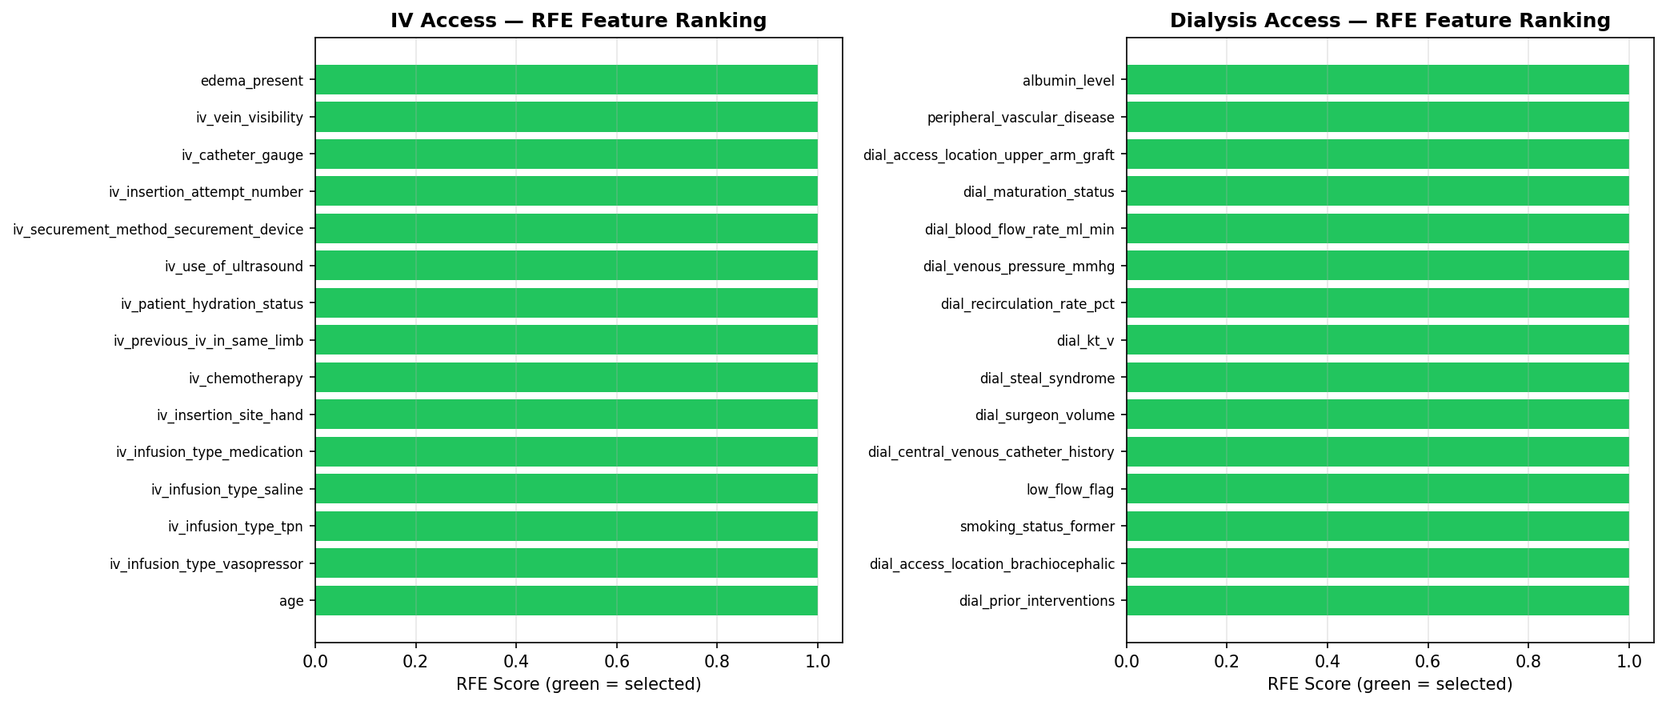 IV Access — RFE Feature Ranking
edema_present
iv_vein_visibility
iv_catheter_gauge
iv_insertion_attempt_number
iv_securement_method_securement_device
iv_use_of_ultrasound
iv_patient_hydration_status
iv_previous_iv_in_same_limb
iv_chemotherapy
iv_insertion_site_hand
iv_infusion_type_medication
iv_infusion_type_saline
iv_infusion_type_tpn
iv_infusion_type_vasopressor
age
0.0 0.2 0.4 0.6 0.8 1.0
RFE Score (green = selected)
Dialysis Access — RFE Feature Ranking
albumin_level
peripheral_vascular_disease
dial_access_location_upper_arm_graft
dial_maturation_status
dial_blood_flow_rate_ml_min
dial_venous_pressure_mmhg
dial_recirculation_rate_pct
dial_kt_v
dial_steal_syndrome
dial_surgeon_volume
dial_central_venous_catheter_history
low_flow_flag
smoking_status_former
dial_access_location_brachiocephalic
dial_prior_interventions
0.0 0.2 0.4 0.6 0.8 1.0
RFE Score (green = selected)